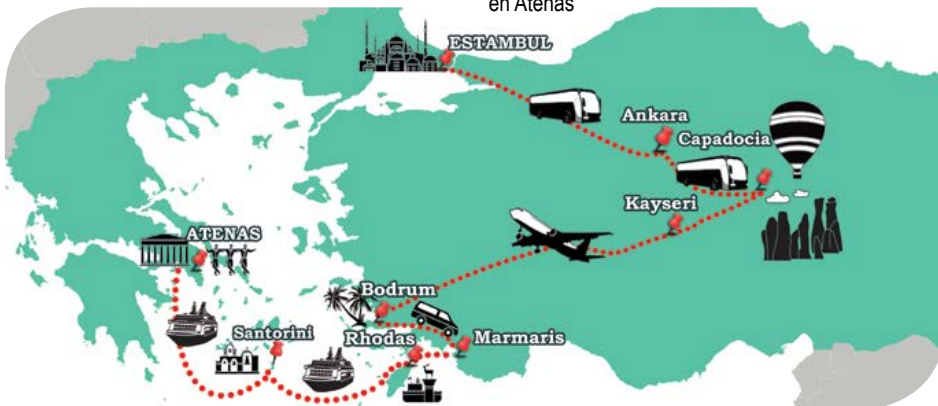 en Atenas
ESTAMBUL
Ankara
Capadocia
Kayseri
ATENAS
Bodrum
Santorini
Rhodas
Marmaris